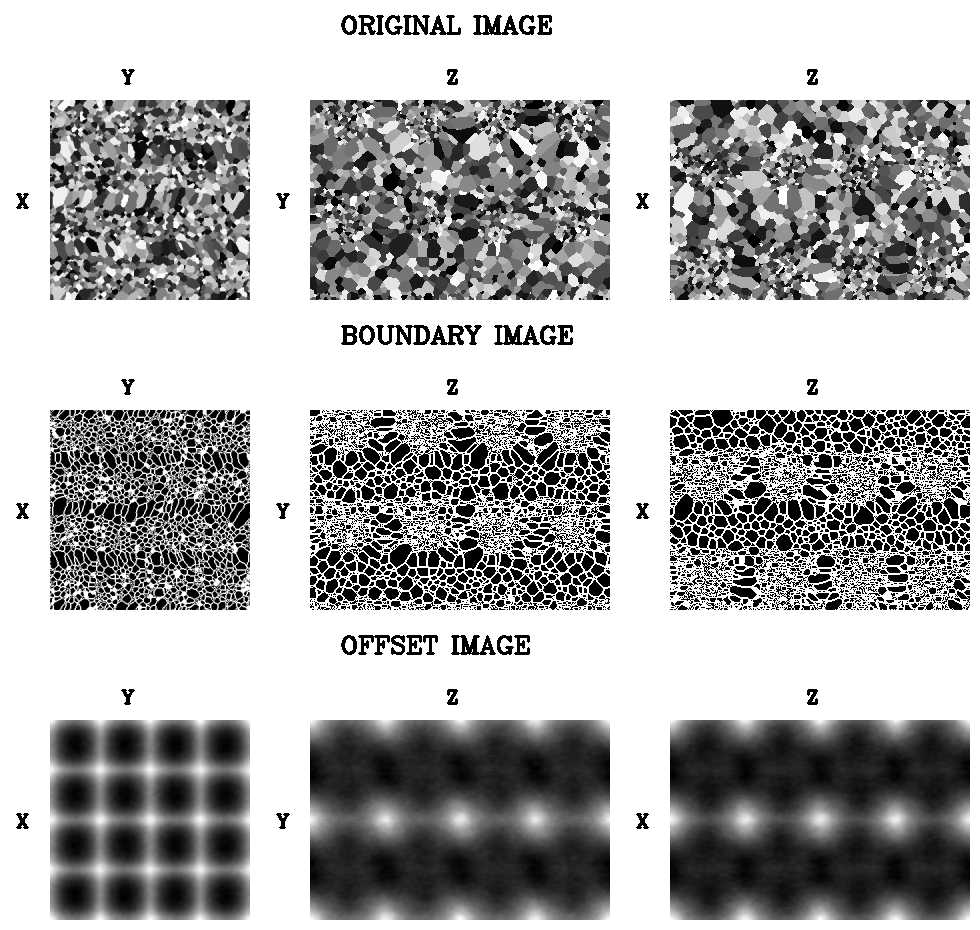 ORIGINAL IMAGE
Y Z Z
X Y X
BOUNDARY IMAGE
Y Z Z
X Y X
OFFSET IMAGE
Y Z Z
X Y X